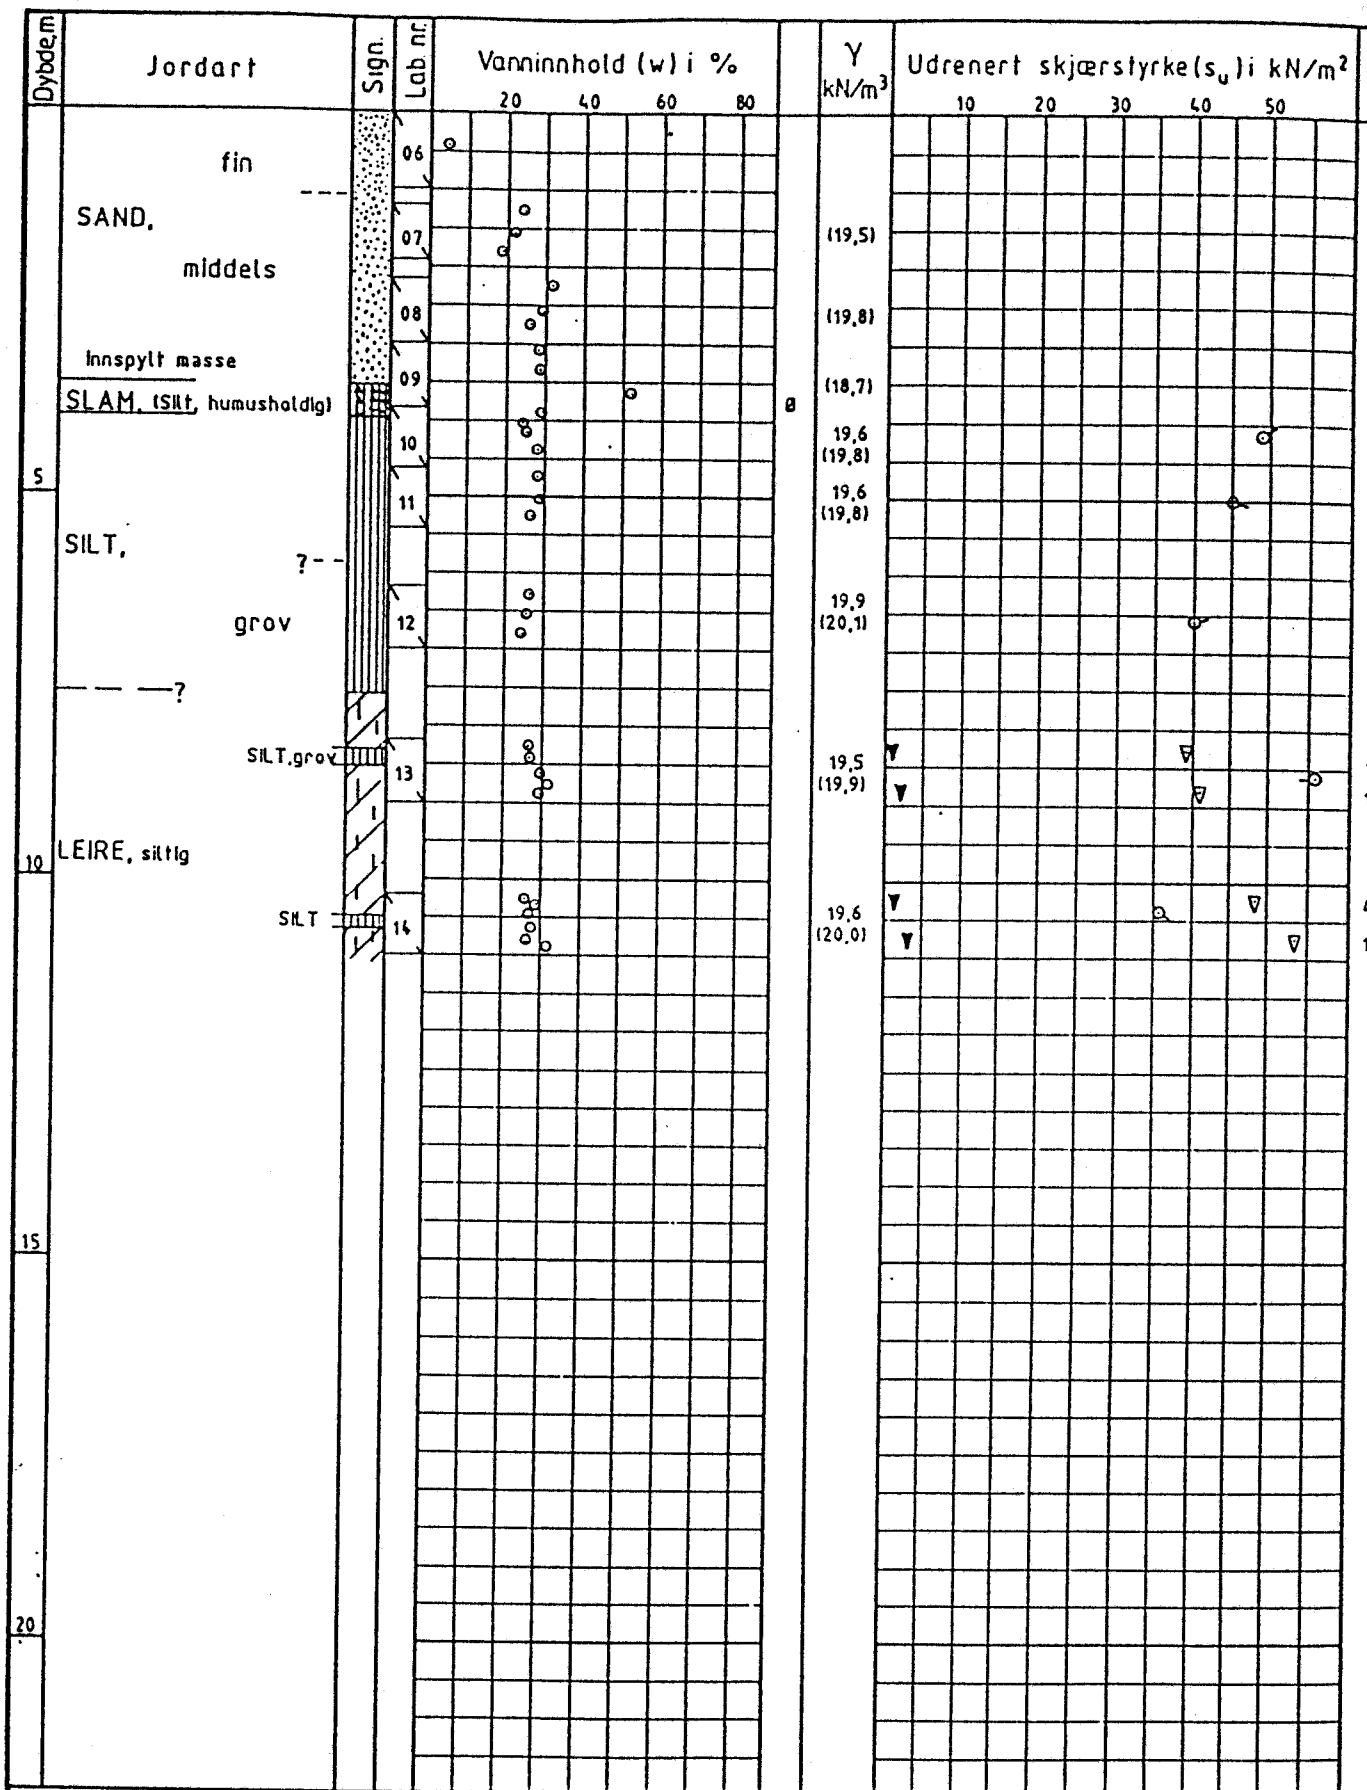 Dybde,m
Jordart
Sign.
Lab. nr.
Vanninnhold (w) i %
γ
kN/m³
Udrenert skjærstyrke (su) i kN/m²
20 40 60 80
10 20 30 40 50
fin
06
SAND,
07
(19,5)
middels
08
(19,8)
Innspylt masse
09
(18,7)
SLAM, (Silt, humusholdig)
Ø
10
19,6
(19,8)
5
11
19,6
(19,8)
SILT,
?
grov
12
19,9
(20,1)
?
SILT, grov
13
19,5
(19,9)
10
LEIRE, siltig
SILT
14
19,6
(20,0)
15
20